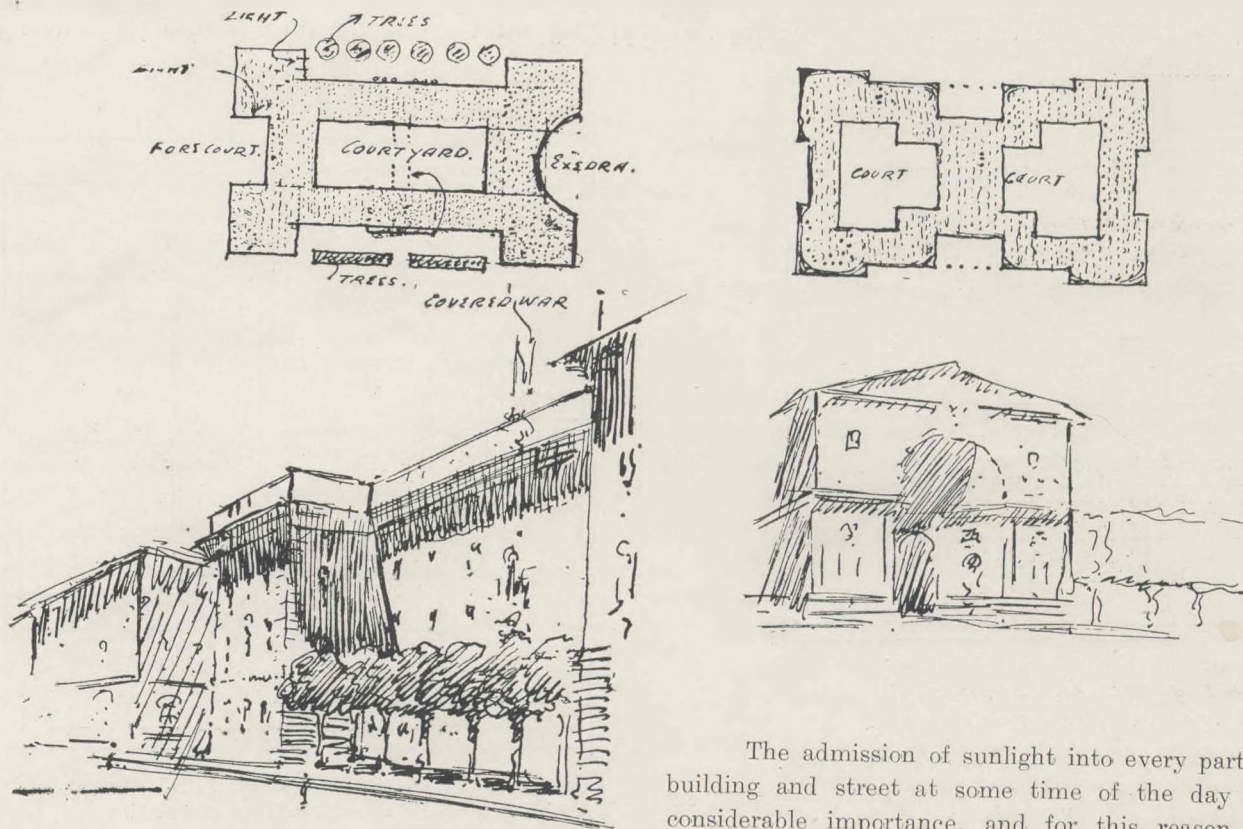 LIGHT
TREES
LIGHT
FORECOURT.
COURTYARD.
EXEDRA.
TREES.
COVERED WAY
COURT
COURT
The admission of sunlight into every part
building and street at some time of the day
considerable importance, and for this reason